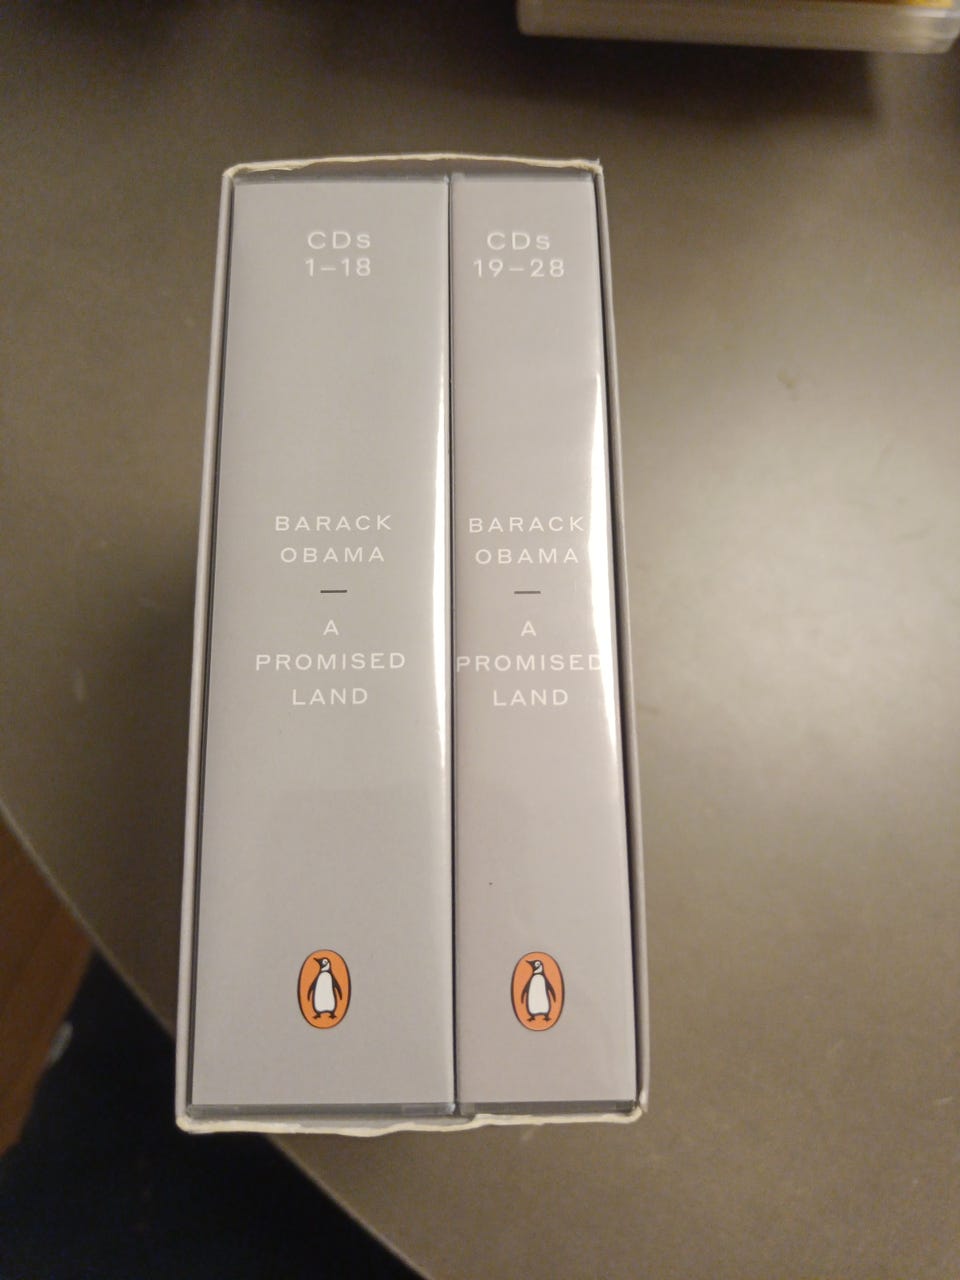 CDs
1–18
BARACK
OBAMA
—
A
PROMISED
LAND
CDs
19–28
BARACK
OBAMA
—
A
PROMISED
LAND